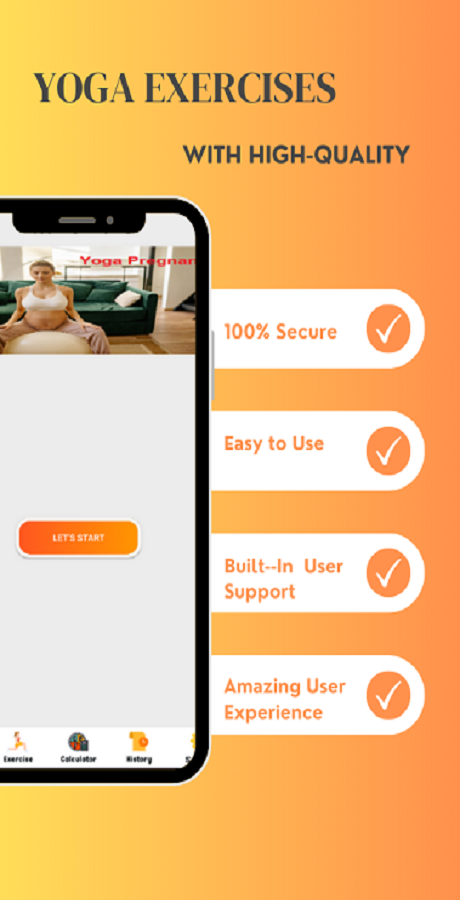 YOGA EXERCISES
WITH HIGH-QUALITY
Yoga Pregnan
100% Secure
Easy to Use
LET'S START
Built--In User
Support
Amazing User
Experience
Exercise
Calculator
History